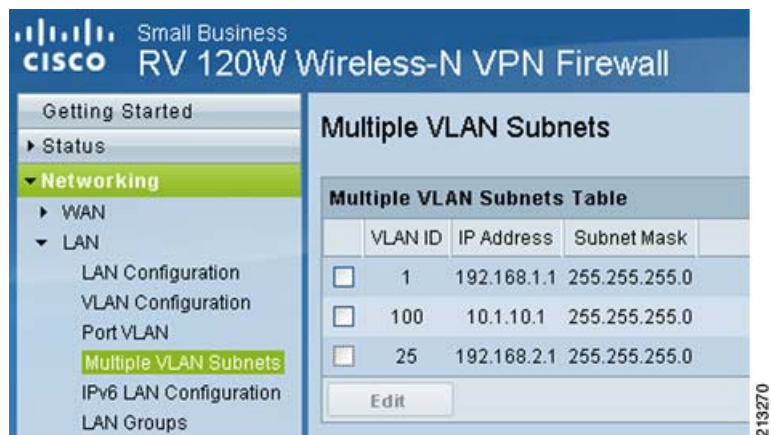 Small Business
CISCO RV 120W Wireless-N VPN Firewall
Getting Started
Status
Networking
WAN
LAN
LAN Configuration
VLAN Configuration
Port VLAN
Multiple VLAN Subnets
IPv6 LAN Configuration
LAN Groups
Multiple VLAN Subnets
Multiple VLAN Subnets Table
VLAN ID IP Address Subnet Mask
1 192.168.1.1 255.255.255.0
100 10.1.10.1 255.255.255.0
25 192.168.2.1 255.255.255.0
Edit
213270